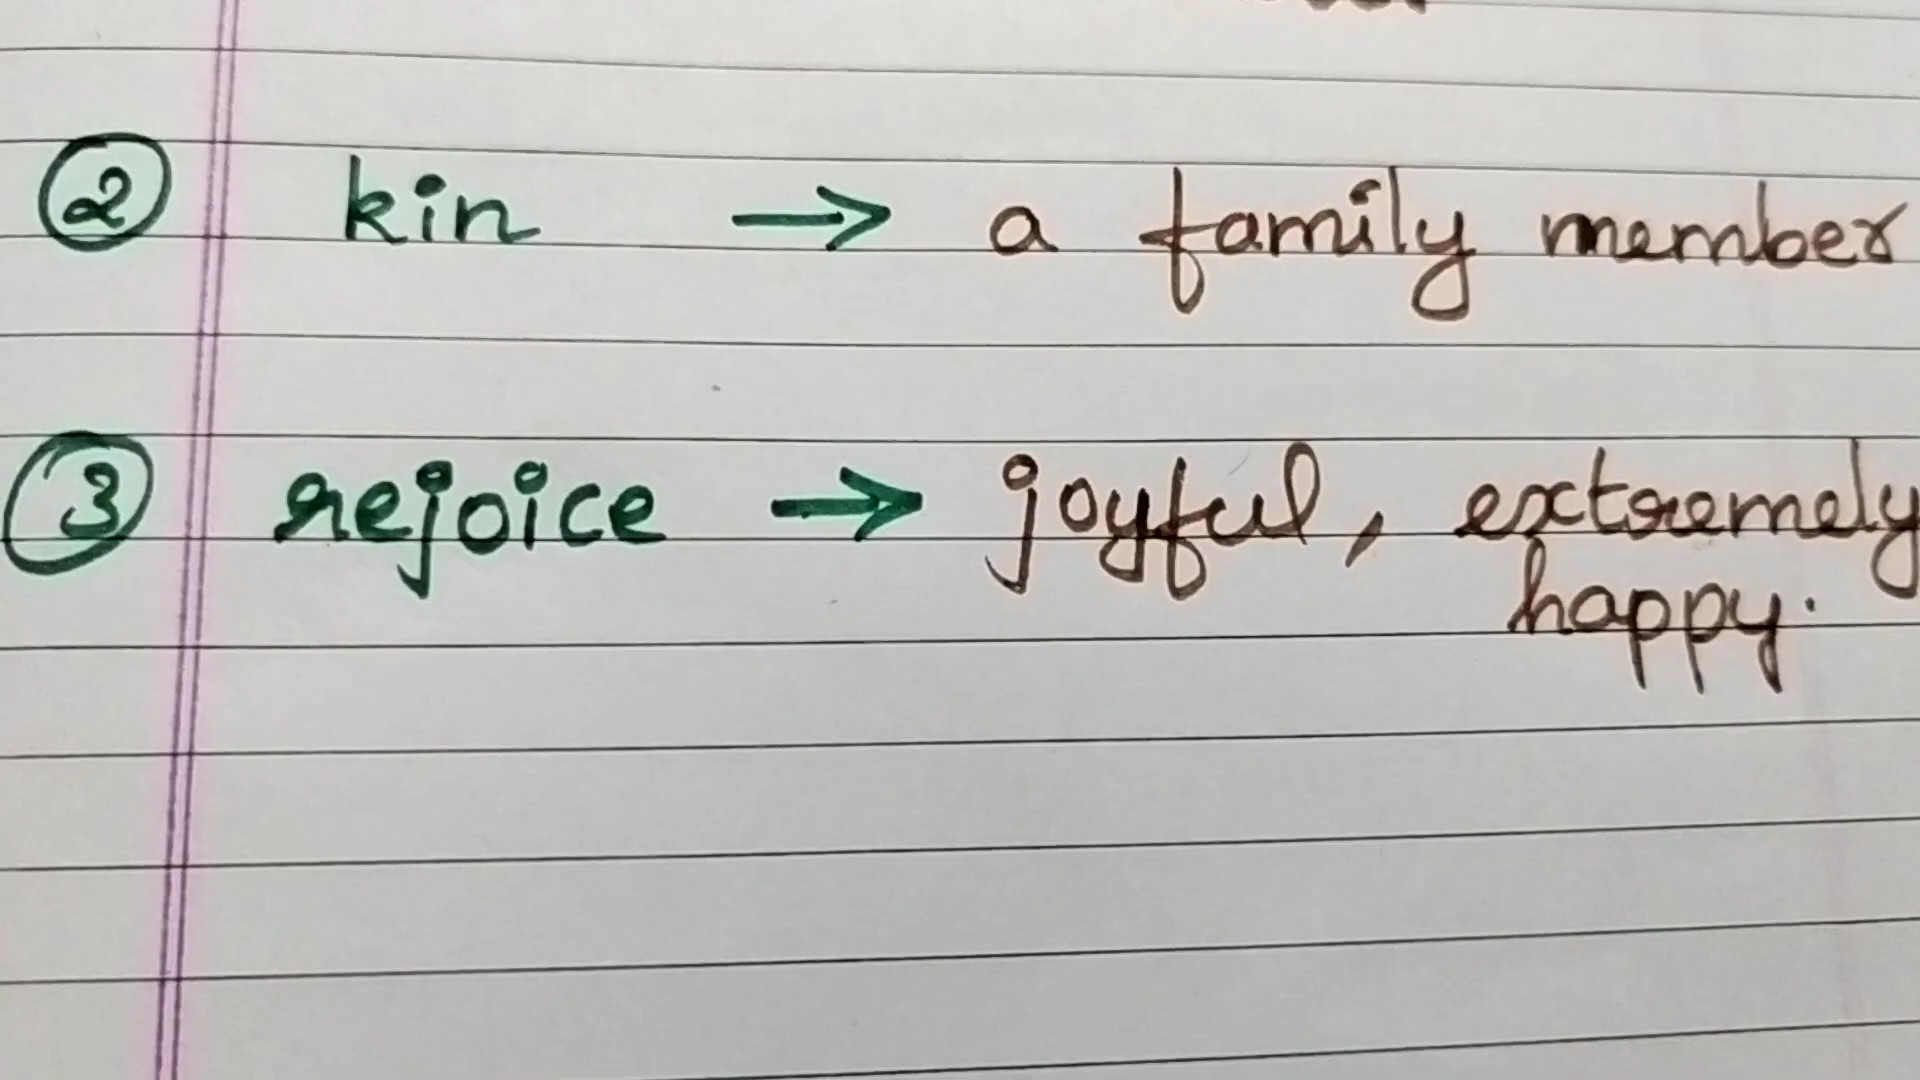 ② kin → a family member
③ rejoice → joyful, extremely
happy.